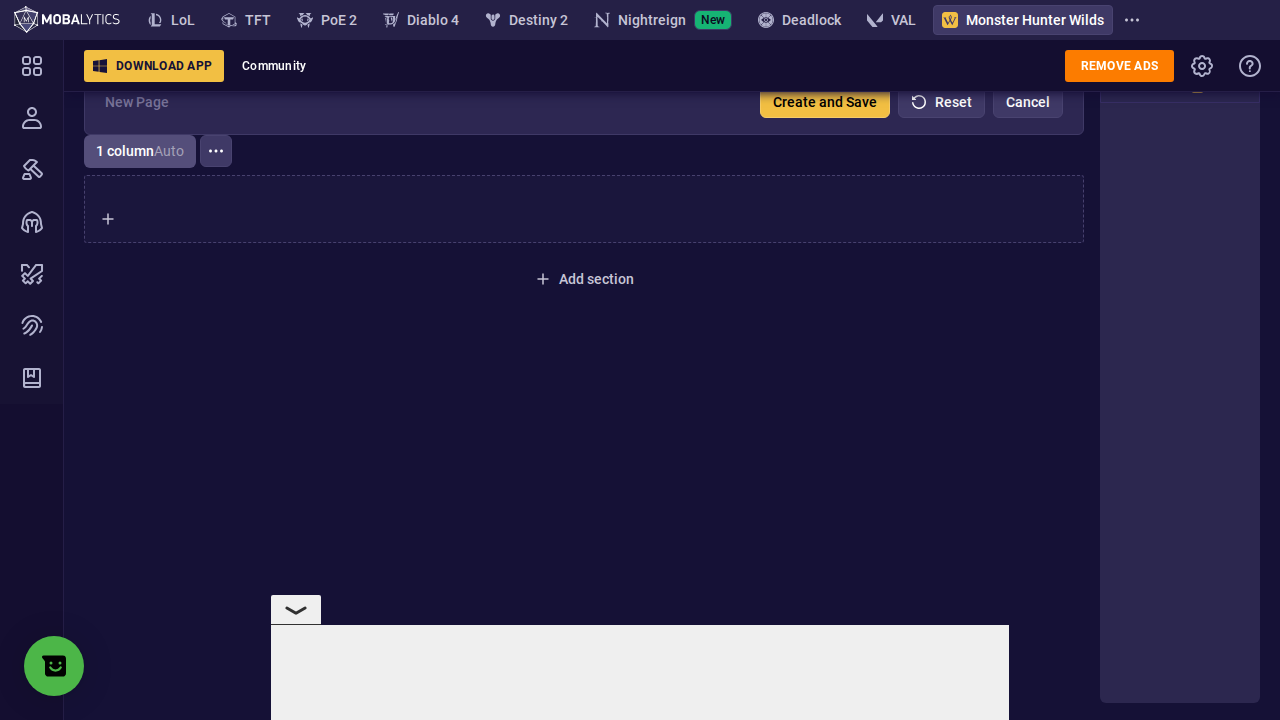 MOBALYTICS
LoL
TFT
PoE 2
Diablo 4
Destiny 2
Nightreign New
Deadlock
VAL
Monster Hunter Wilds
DOWNLOAD APP
Community
REMOVE ADS
New Page
Create and Save
Reset
Cancel
1 column Auto
Add section